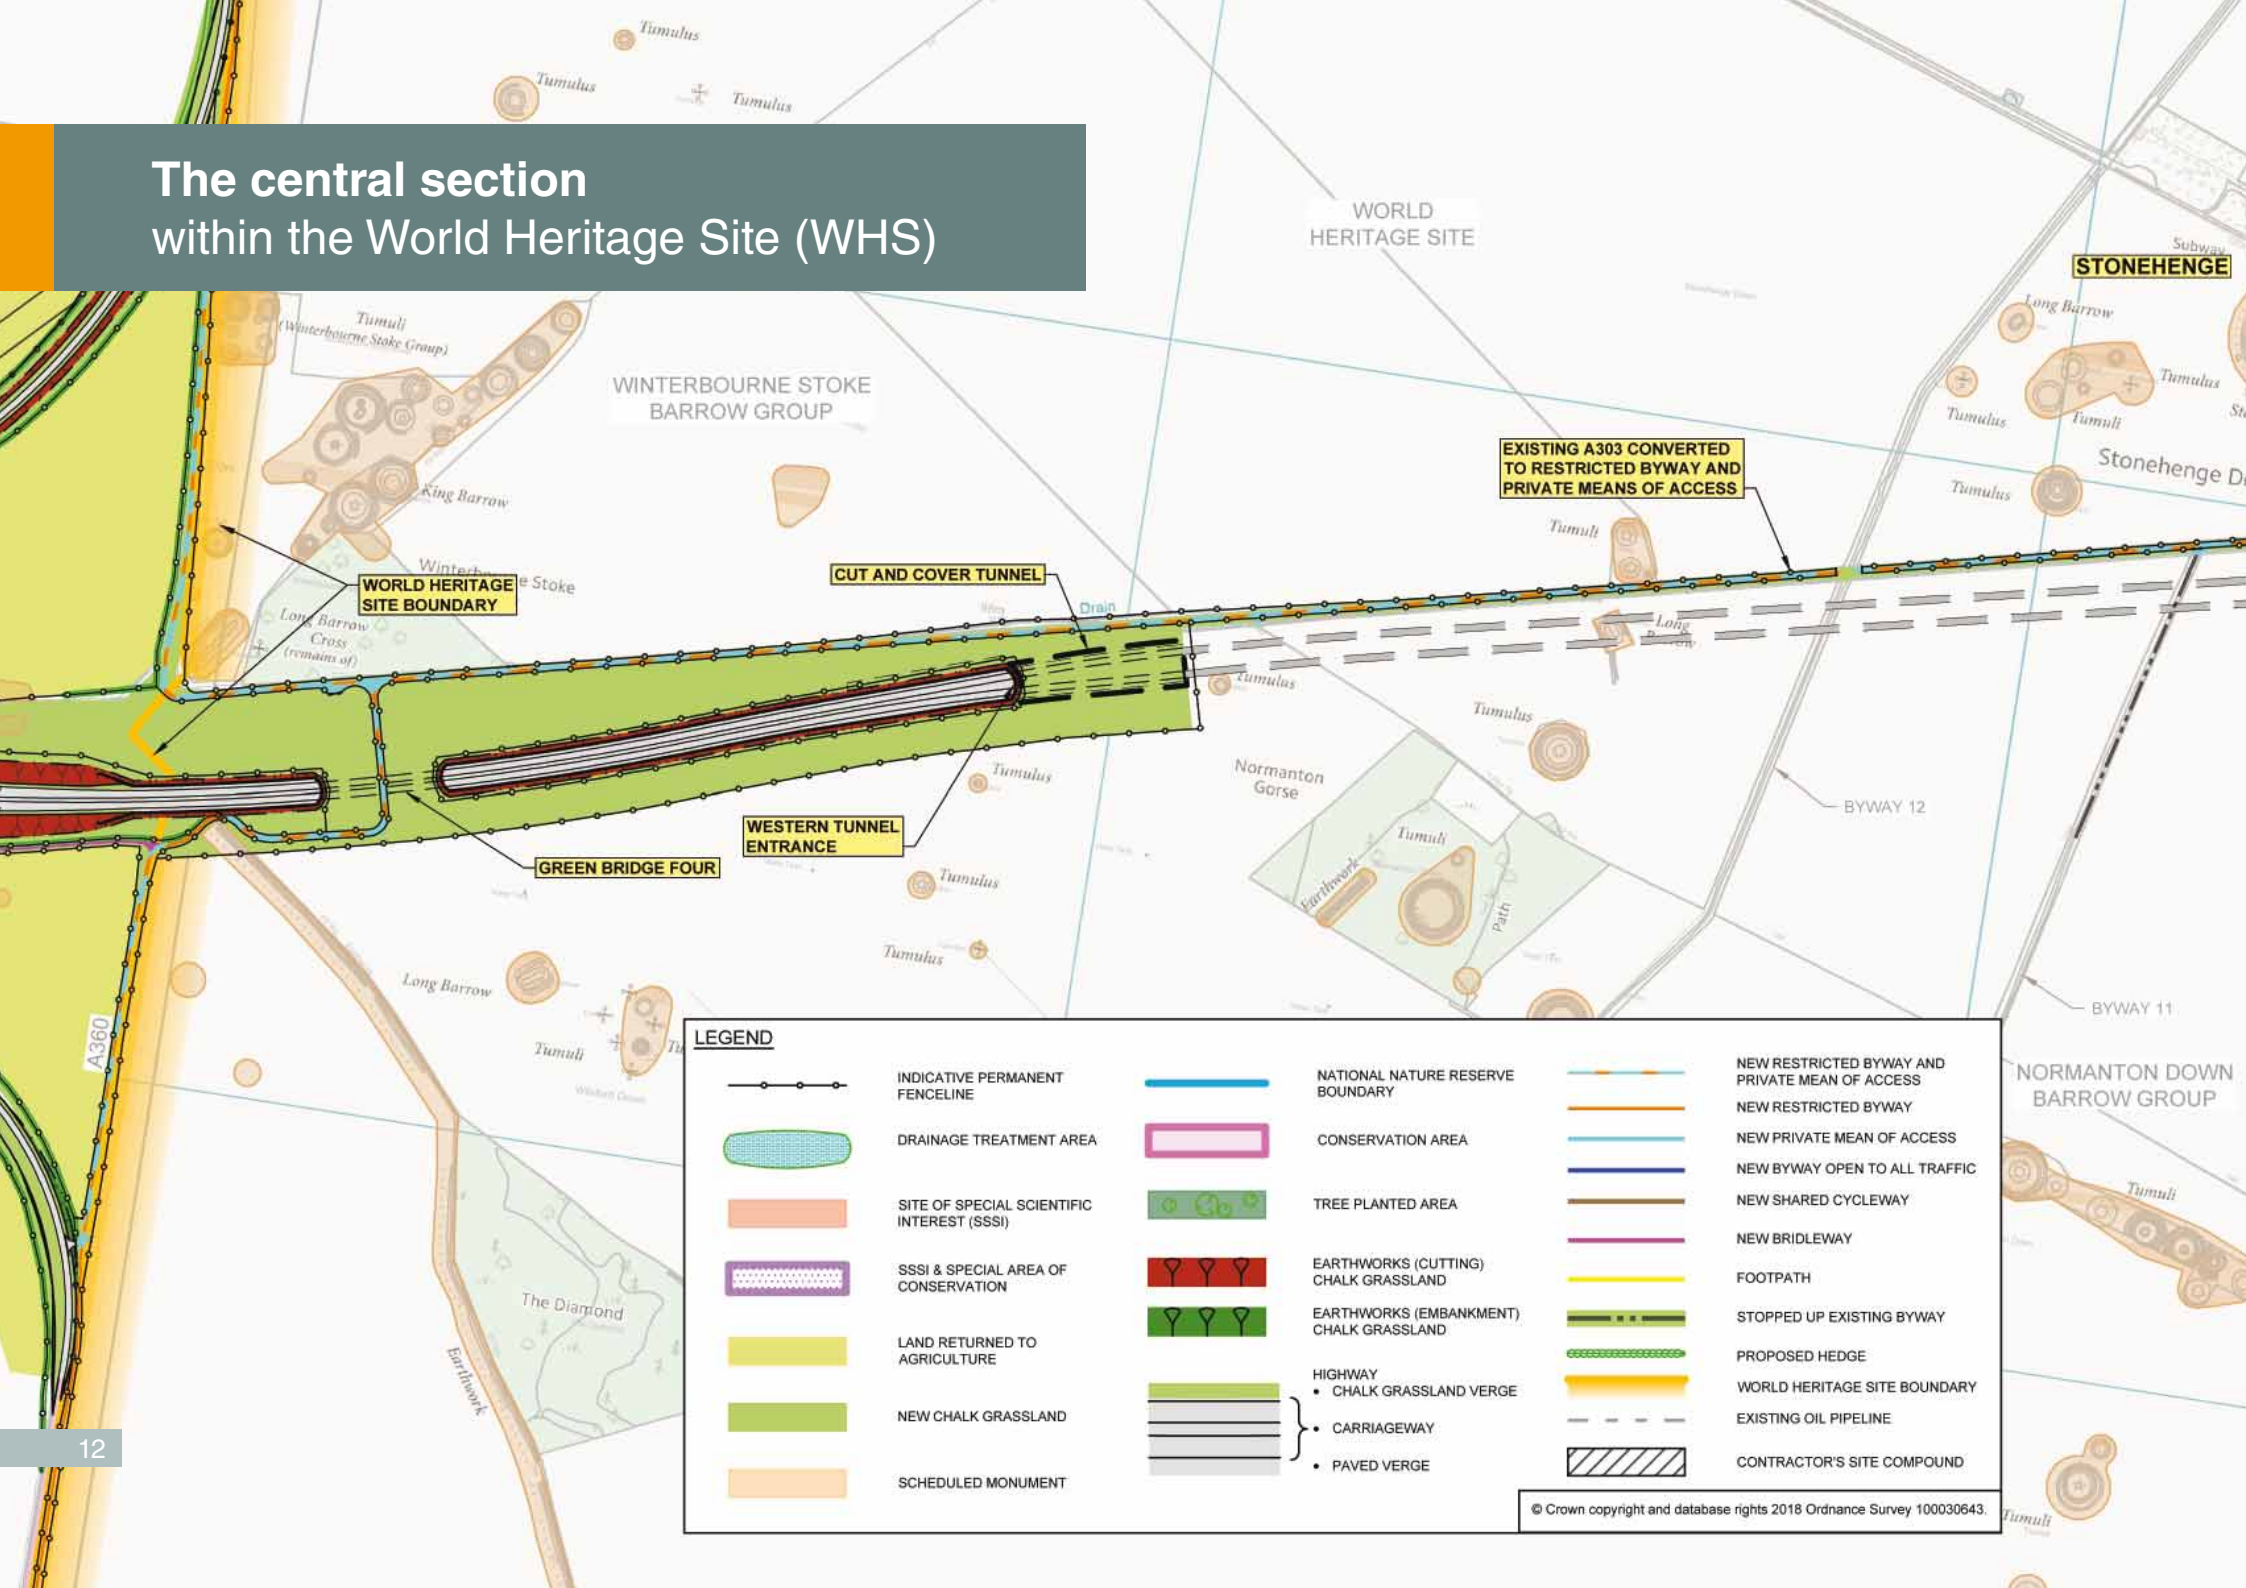 The central section
within the World Heritage Site (WHS)
Tumulus
Tumulus
Tumulus
WORLD
HERITAGE SITE
Subway
STONEHENGE
Long Barrow
Tumuli
(Winterbourne Stoke Group)
WINTERBOURNE STOKE
BARROW GROUP
Tumulus
Tumulus
Tumuli
Stonehenge D
EXISTING A303 CONVERTED
TO RESTRICTED BYWAY AND
PRIVATE MEANS OF ACCESS
Tumulus
King Barrow
Tumuli
CUT AND COVER TUNNEL
WORLD HERITAGE
SITE BOUNDARY
Stoke
Drain
Long Barrow
Cross
(remains of)
Long
Barrow
Tumulus
Tumulus
Normanton
Gorse
Tumulus
BYWAY 12
WESTERN TUNNEL
ENTRANCE
Tumuli
GREEN BRIDGE FOUR
Tumulus
Earthwork
Path
Tumulus
Long Barrow
BYWAY 11
A360
Tumuli
NORMANTON DOWN
BARROW GROUP
Tumuli
The Diamond
Earthwork
Tumuli
12
LEGEND
INDICATIVE PERMANENT
FENCELINE
DRAINAGE TREATMENT AREA
SITE OF SPECIAL SCIENTIFIC
INTEREST (SSSI)
SSSI & SPECIAL AREA OF
CONSERVATION
LAND RETURNED TO
AGRICULTURE
NEW CHALK GRASSLAND
SCHEDULED MONUMENT
NATIONAL NATURE RESERVE
BOUNDARY
CONSERVATION AREA
TREE PLANTED AREA
EARTHWORKS (CUTTING)
CHALK GRASSLAND
EARTHWORKS (EMBANKMENT)
CHALK GRASSLAND
HIGHWAY
• CHALK GRASSLAND VERGE
• CARRIAGEWAY
• PAVED VERGE
NEW RESTRICTED BYWAY AND
PRIVATE MEAN OF ACCESS
NEW RESTRICTED BYWAY
NEW PRIVATE MEAN OF ACCESS
NEW BYWAY OPEN TO ALL TRAFFIC
NEW SHARED CYCLEWAY
NEW BRIDLEWAY
FOOTPATH
STOPPED UP EXISTING BYWAY
PROPOSED HEDGE
WORLD HERITAGE SITE BOUNDARY
EXISTING OIL PIPELINE
CONTRACTOR'S SITE COMPOUND
© Crown copyright and database rights 2018 Ordnance Survey 100030643.